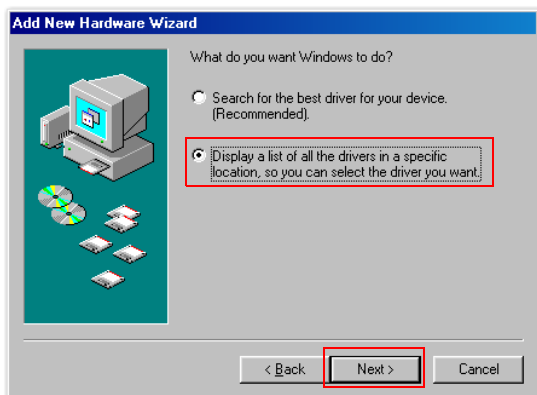 Add New Hardware Wizard
What do you want Windows to do?
Search for the best driver for your device.
(Recommended).
Display a list of all the drivers in a specific
location, so you can select the driver you want.
< Back
Next >
Cancel